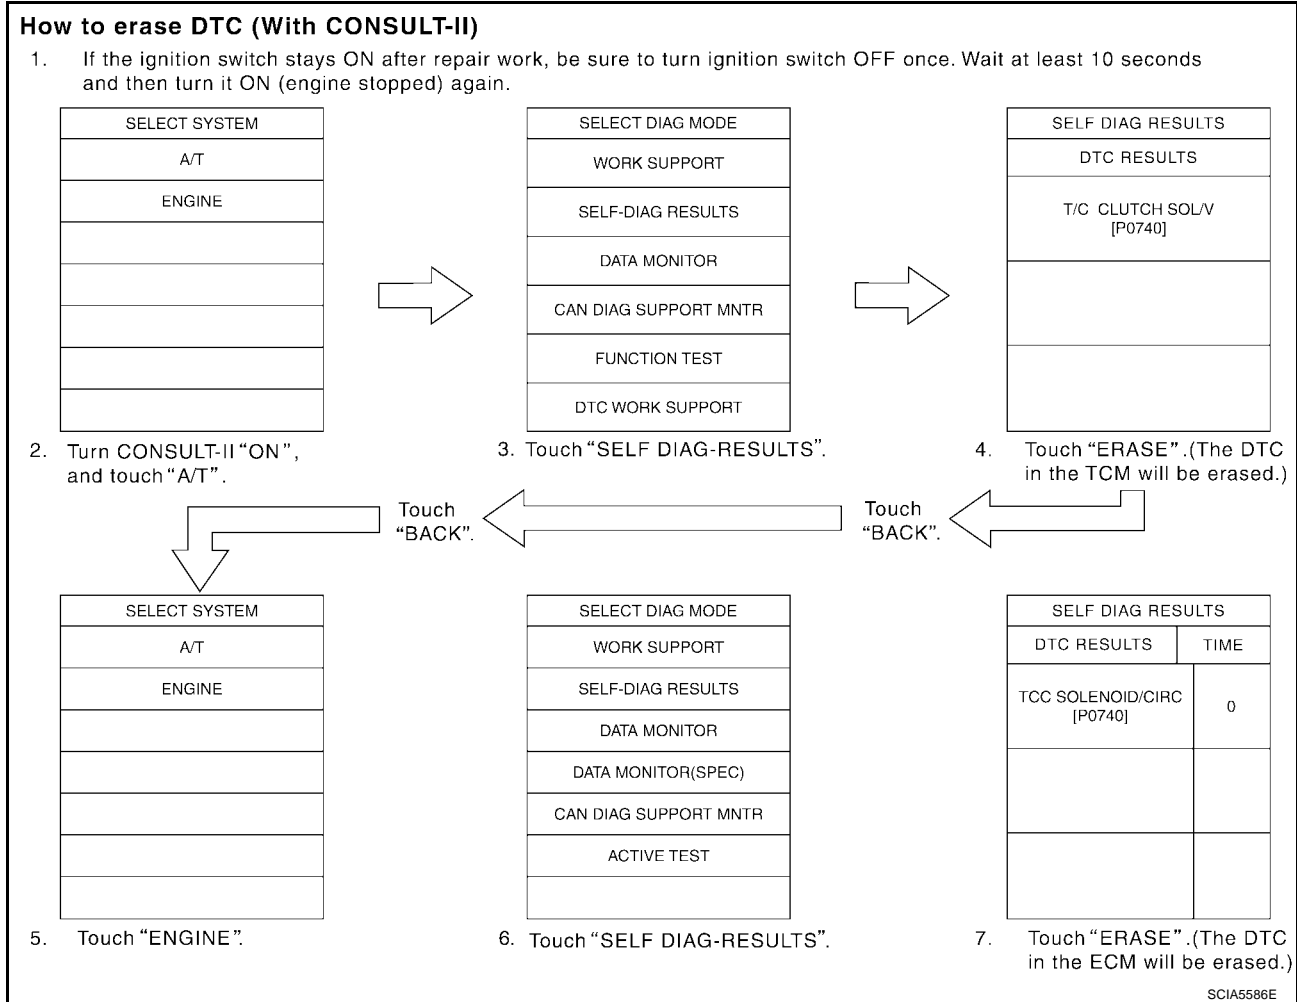 How to erase DTC (With CONSULT-II)
1. If the ignition switch stays ON after repair work, be sure to turn ignition switch OFF once. Wait at least 10 seconds
and then turn it ON (engine stopped) again.
SELECT SYSTEM
A/T
ENGINE
SELECT DIAG MODE
WORK SUPPORT
SELF-DIAG RESULTS
DATA MONITOR
CAN DIAG SUPPORT MNTR
FUNCTION TEST
DTC WORK SUPPORT
SELF DIAG RESULTS
DTC RESULTS
T/C CLUTCH SOL/V
[P0740]
2. Turn CONSULT-II “ON”,
and touch “A/T”.
3. Touch “SELF DIAG-RESULTS”.
4. Touch “ERASE”.(The DTC
in the TCM will be erased.)
Touch
“BACK”.
Touch
“BACK”.
SELECT SYSTEM
A/T
ENGINE
SELECT DIAG MODE
WORK SUPPORT
SELF-DIAG RESULTS
DATA MONITOR
DATA MONITOR(SPEC)
CAN DIAG SUPPORT MNTR
ACTIVE TEST
SELF DIAG RESULTS
DTC RESULTS TIME
TCC SOLENOID/CIRC
[P0740]
0
5. Touch “ENGINE”.
6. Touch “SELF DIAG-RESULTS”.
7. Touch “ERASE”.(The DTC
in the ECM will be erased.)
SCIA5586E